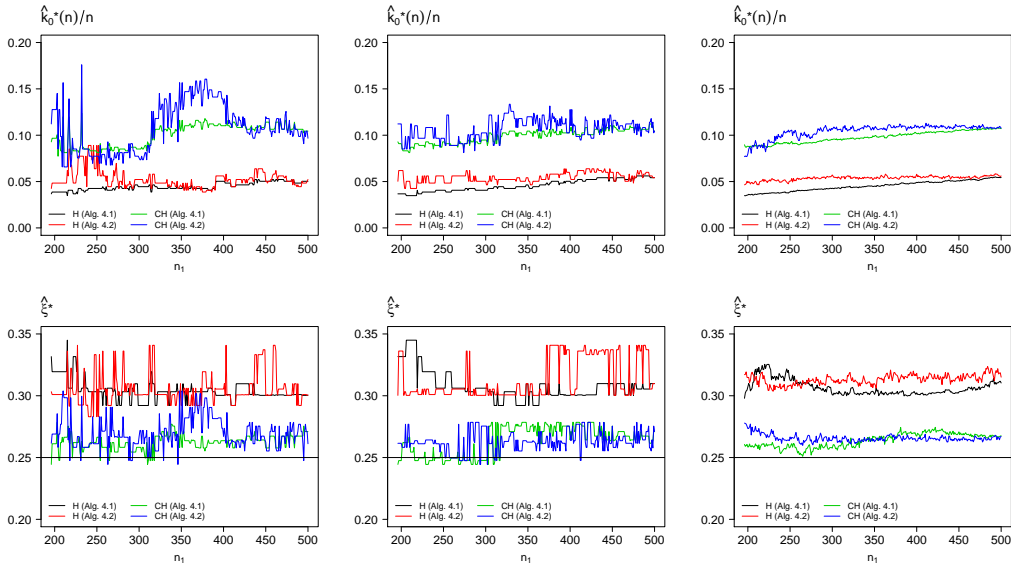 k̂₀*(n)/n
0.20
0.15
0.10
0.05
0.00
H (Alg. 4.1)
H (Alg. 4.2)
CH (Alg. 4.1)
CH (Alg. 4.2)
200 250 300 350 400 450 500
n₁
k̂₀*(n)/n
0.20
0.15
0.10
0.05
0.00
H (Alg. 4.1)
H (Alg. 4.2)
CH (Alg. 4.1)
CH (Alg. 4.2)
200 250 300 350 400 450 500
n₁
k̂₀*(n)/n
0.20
0.15
0.10
0.05
0.00
H (Alg. 4.1)
H (Alg. 4.2)
CH (Alg. 4.1)
CH (Alg. 4.2)
200 250 300 350 400 450 500
n₁
ξ̂*
0.35
0.30
0.25
0.20
H (Alg. 4.1)
H (Alg. 4.2)
CH (Alg. 4.1)
CH (Alg. 4.2)
200 250 300 350 400 450 500
n₁
ξ̂*
0.35
0.30
0.25
0.20
H (Alg. 4.1)
H (Alg. 4.2)
CH (Alg. 4.1)
CH (Alg. 4.2)
200 250 300 350 400 450 500
n₁
ξ̂*
0.35
0.30
0.25
0.20
H (Alg. 4.1)
H (Alg. 4.2)
CH (Alg. 4.1)
CH (Alg. 4.2)
200 250 300 350 400 450 500
n₁